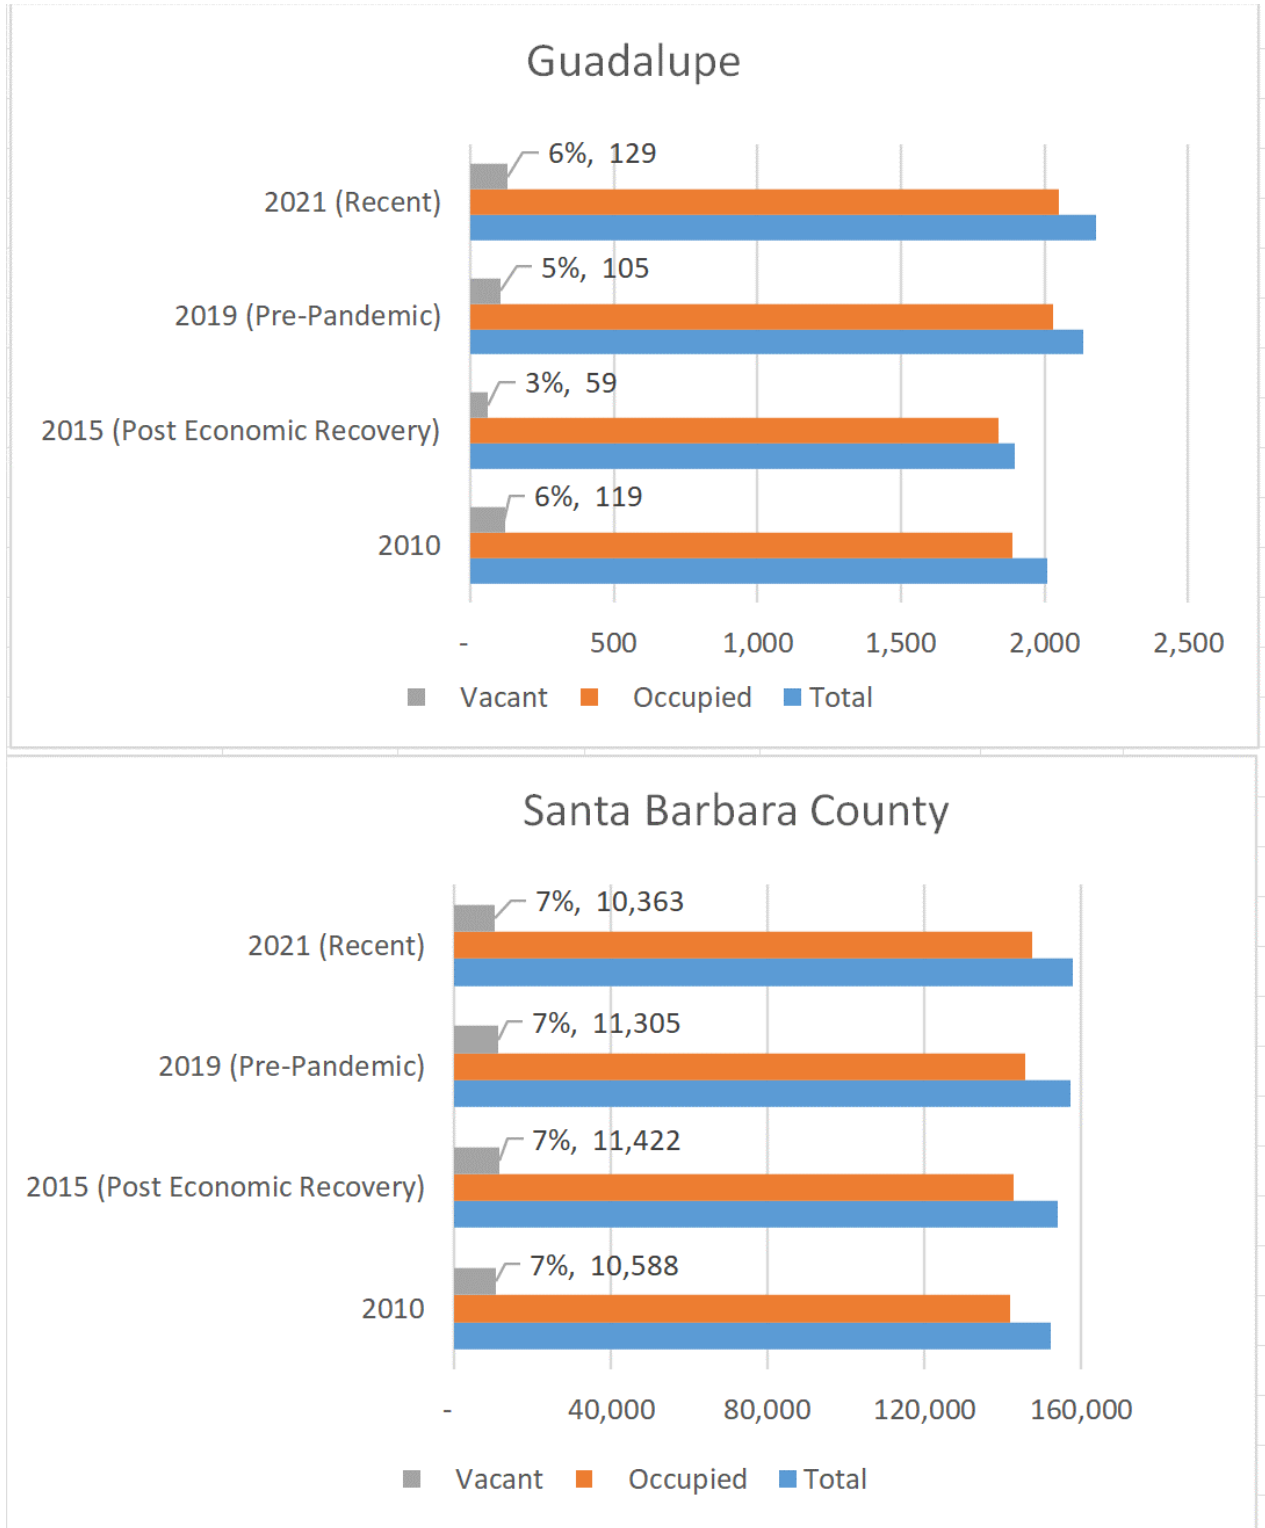 Guadalupe
6%, 129
2021 (Recent)
5%, 105
2019 (Pre-Pandemic)
3%, 59
2015 (Post Economic Recovery)
6%, 119
2010
- 500 1,000 1,500 2,000 2,500
Vacant Occupied Total
Santa Barbara County
7%, 10,363
2021 (Recent)
7%, 11,305
2019 (Pre-Pandemic)
7%, 11,422
2015 (Post Economic Recovery)
7%, 10,588
2010
- 40,000 80,000 120,000 160,000
Vacant Occupied Total